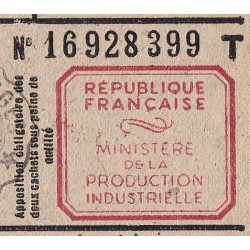 N° 16928399 T
Apposition obligatoire des
deux cachets sous peine de
nullité
RÉPUBLIQUE
FRANÇAISE
MINISTÈRE
DE LA
PRODUCTION
INDUSTRIELLE